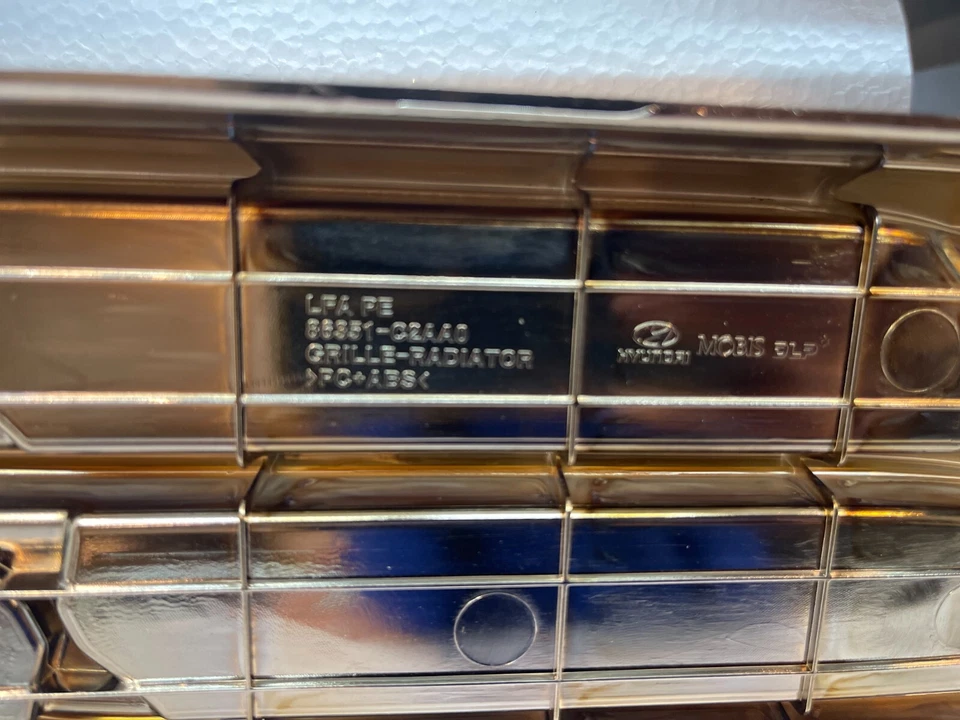 LFA PE
86351-C2AA0
GRILLE-RADIATOR
>PC+ABS<
HYUNDAI MOBIS SLP